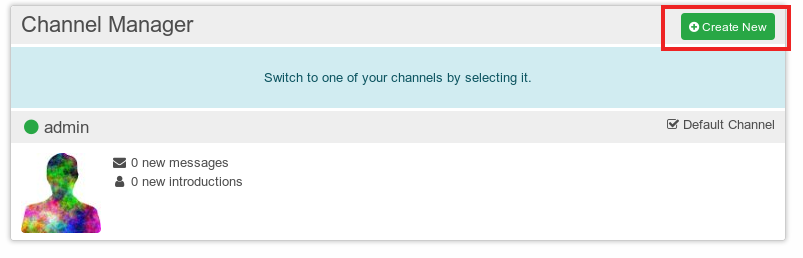 Channel Manager
Create New
Switch to one of your channels by selecting it.
admin
Default Channel
0 new messages
0 new introductions